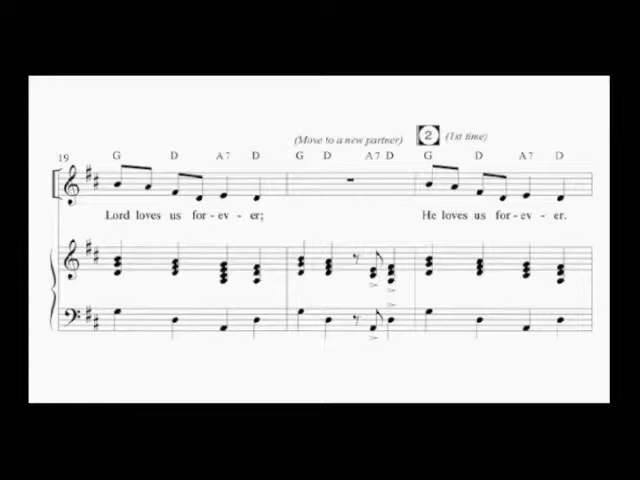 (Move to a new partner) 2 (1st time)
19 G D A7 D G D A7 D G D A7 D
Lord loves us for - ev - er; He loves us for - ev - er.